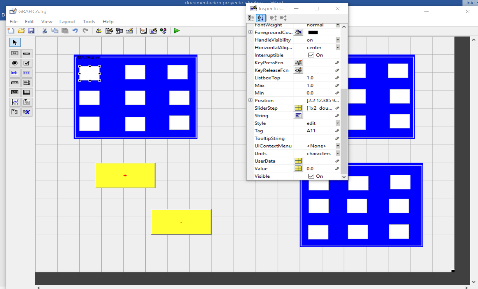 File Edit View Layout Tools Help
FontWeight normal
HandleVisibility on
Interruptible On
KeyPressFcn
KeyReleaseFcn
ListboxTop 1.0
Max 1.0
Min 0.0
Position
SliderStep
String
Style edit
Tag A11
TooltipString
UIContextMenu <None>
Units characters
UserData
Value 0.0
Visible On
+
-